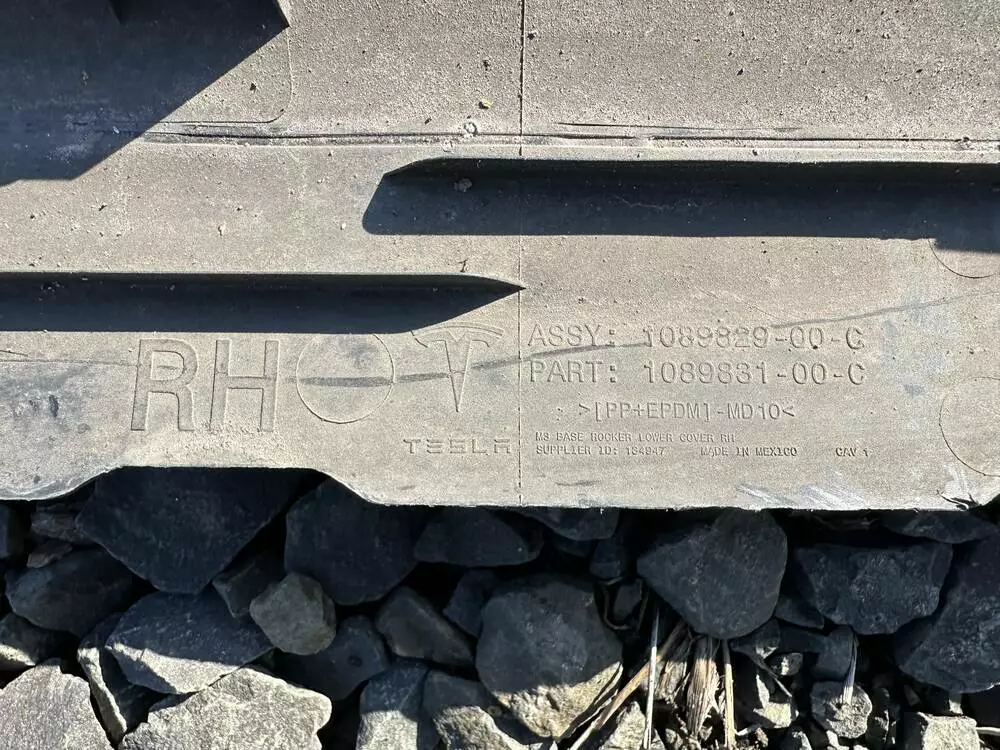 RH
TESLA
ASSY: 1089829-00-C
PART: 1089831-00-C
>[PP+EPDM]-MD10<
MS BASE ROCKER LOWER COVER RH
SUPPLIER ID: 184947 MADE IN MEXICO CAV 1